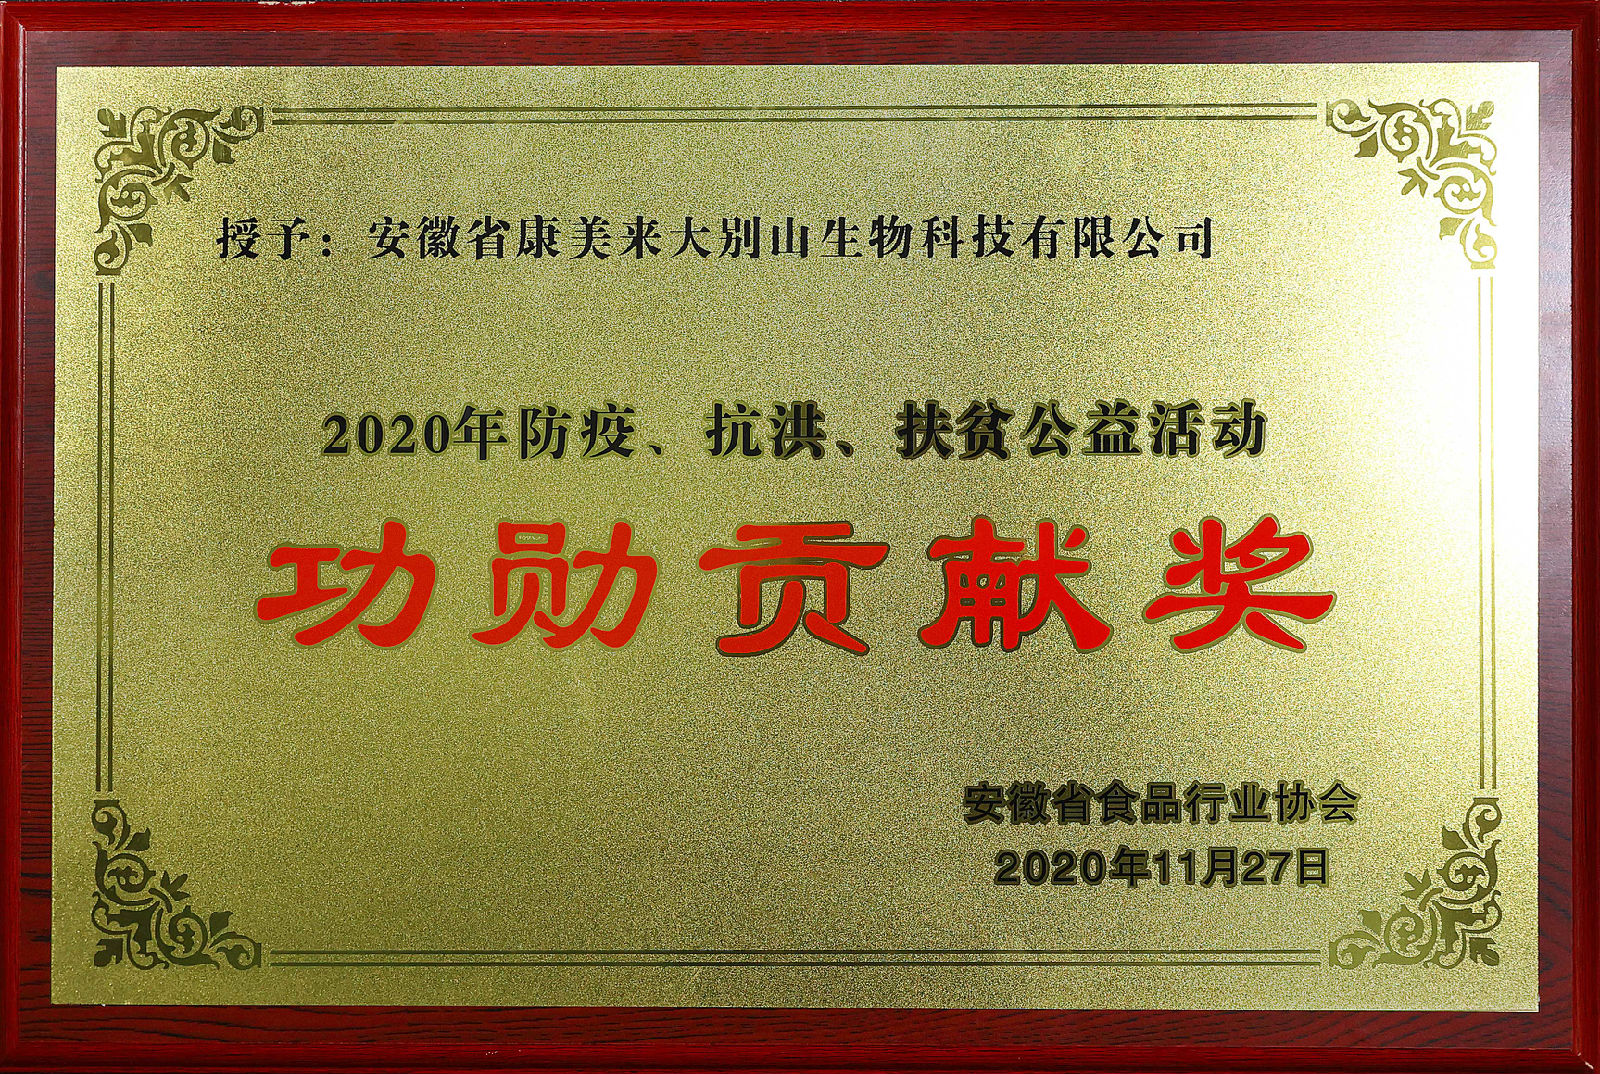 授予：安徽省康美来大别山生物科技有限公司
2020年防疫、抗洪、扶贫公益活动
功勋贡献奖
安徽省食品行业协会
2020年11月27日